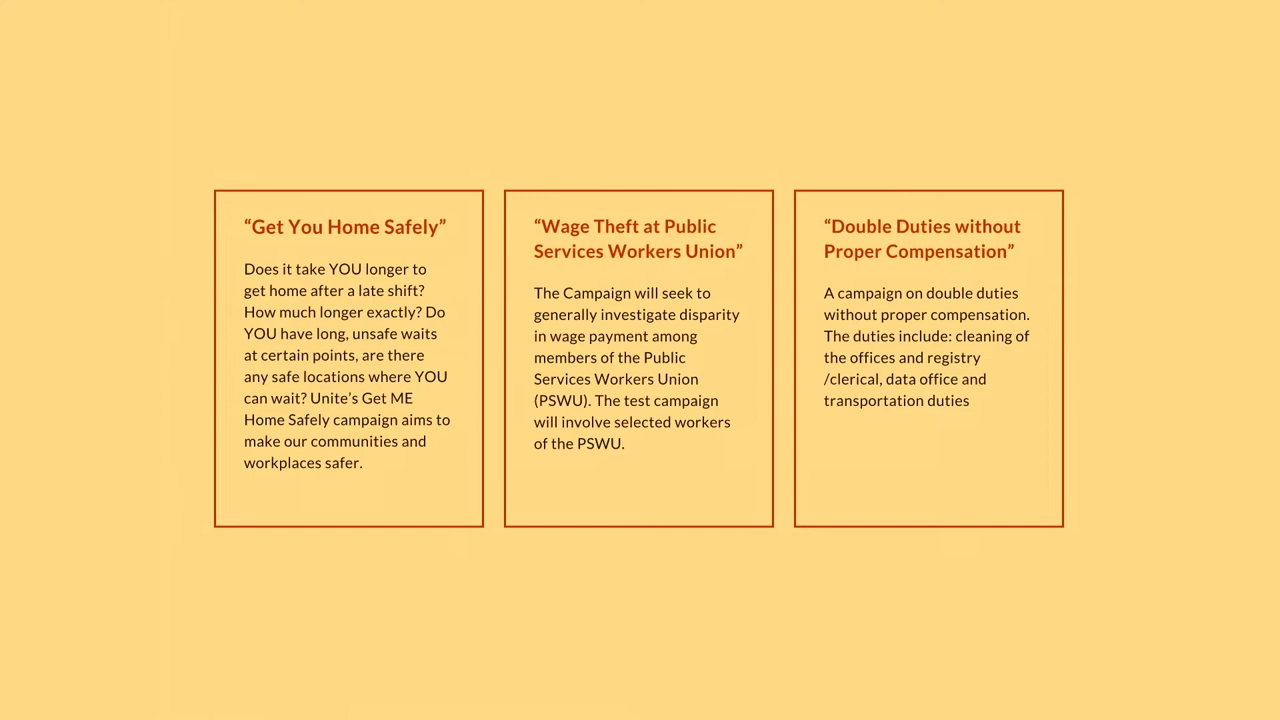 “Get You Home Safely”
Does it take YOU longer to
get home after a late shift?
How much longer exactly? Do
YOU have long, unsafe waits
at certain points, are there
any safe locations where YOU
can wait? Unite’s Get ME
Home Safely campaign aims to
make our communities and
workplaces safer.
“Wage Theft at Public
Services Workers Union”
The Campaign will seek to
generally investigate disparity
in wage payment among
members of the Public
Services Workers Union
(PSWU). The test campaign
will involve selected workers
of the PSWU.
“Double Duties without
Proper Compensation”
A campaign on double duties
without proper compensation.
The duties include: cleaning of
the offices and registry
/clerical, data office and
transportation duties